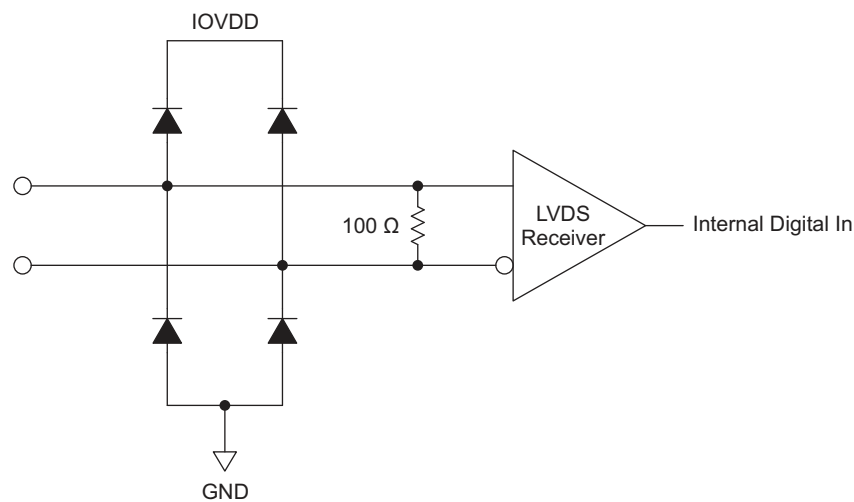 IOVDD
100 Ω
LVDS
Receiver
Internal Digital In
GND